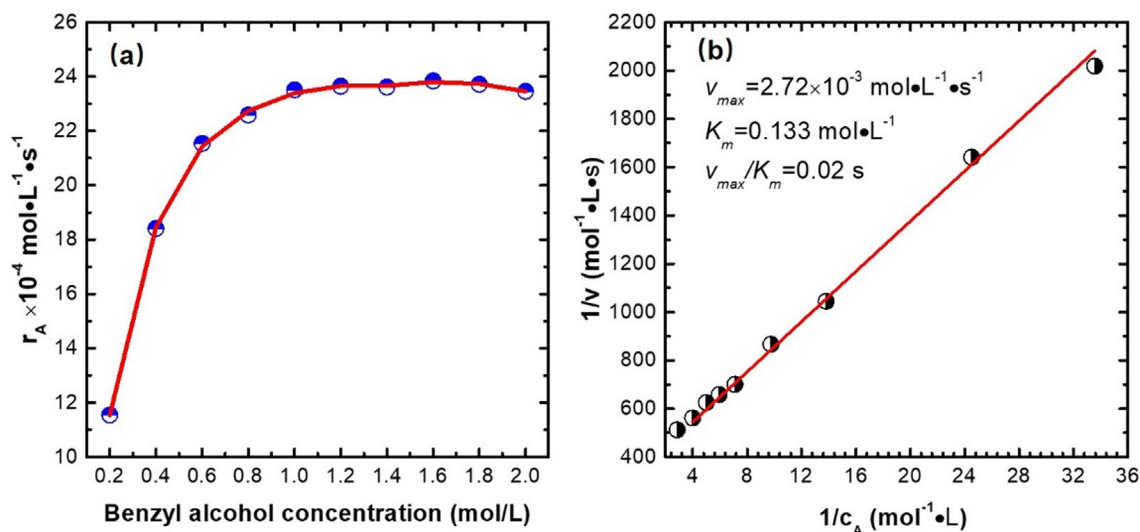 (a)
26
24
22
20
18
16
14
12
10
0.2 0.4 0.6 0.8 1.0 1.2 1.4 1.6 1.8 2.0
r_A ×10⁻⁴ mol•L⁻¹•s⁻¹
Benzyl alcohol concentration (mol/L)
(b)
v_max=2.72×10⁻³ mol•L⁻¹•s⁻¹
K_m=0.133 mol•L⁻¹
v_max/K_m=0.02 s
2200
2000
1800
1600
1400
1200
1000
800
600
400
4 8 12 16 20 24 28 32 36
1/v (mol⁻¹•L•s)
1/c_A (mol⁻¹•L)